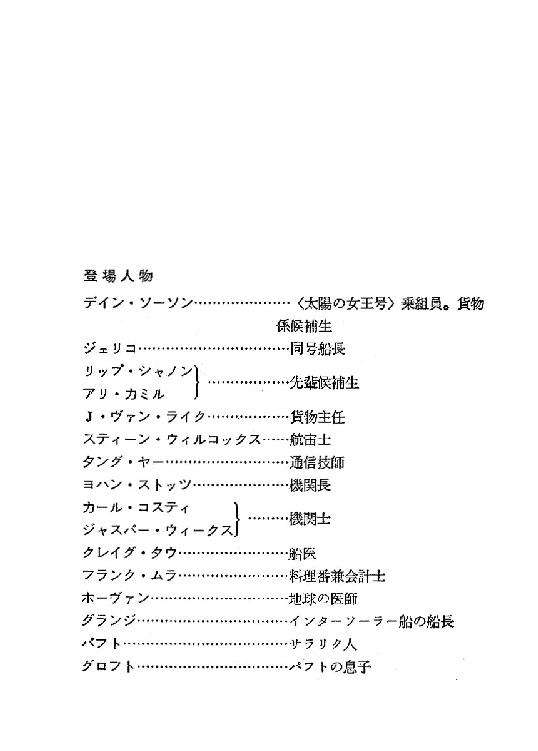 登場人物
デイン・ソーソン…………………〈太陽の女王号〉乗組員。貨物
係候補生
ジェリコ……………………………同号船長
リップ・シャノン
アリ・カミル
}………………先輩候補生
J・ヴァン・ライク………………貨物主任
スティーン・ウィルコックス……航宙士
タング・ヤー………………………通信技師
ヨハン・ストッツ…………………機関長
カール・コスティ
ジャスパー・ウィークス
}………機関士
クレイグ・タウ……………………船医
フランク・ムラ……………………料理番兼会計士
ホーヴァン…………………………地球の医師
グランジ……………………………インターソーラー船の船長
パフト………………………………サラリク人
グロフト……………………………パフトの息子